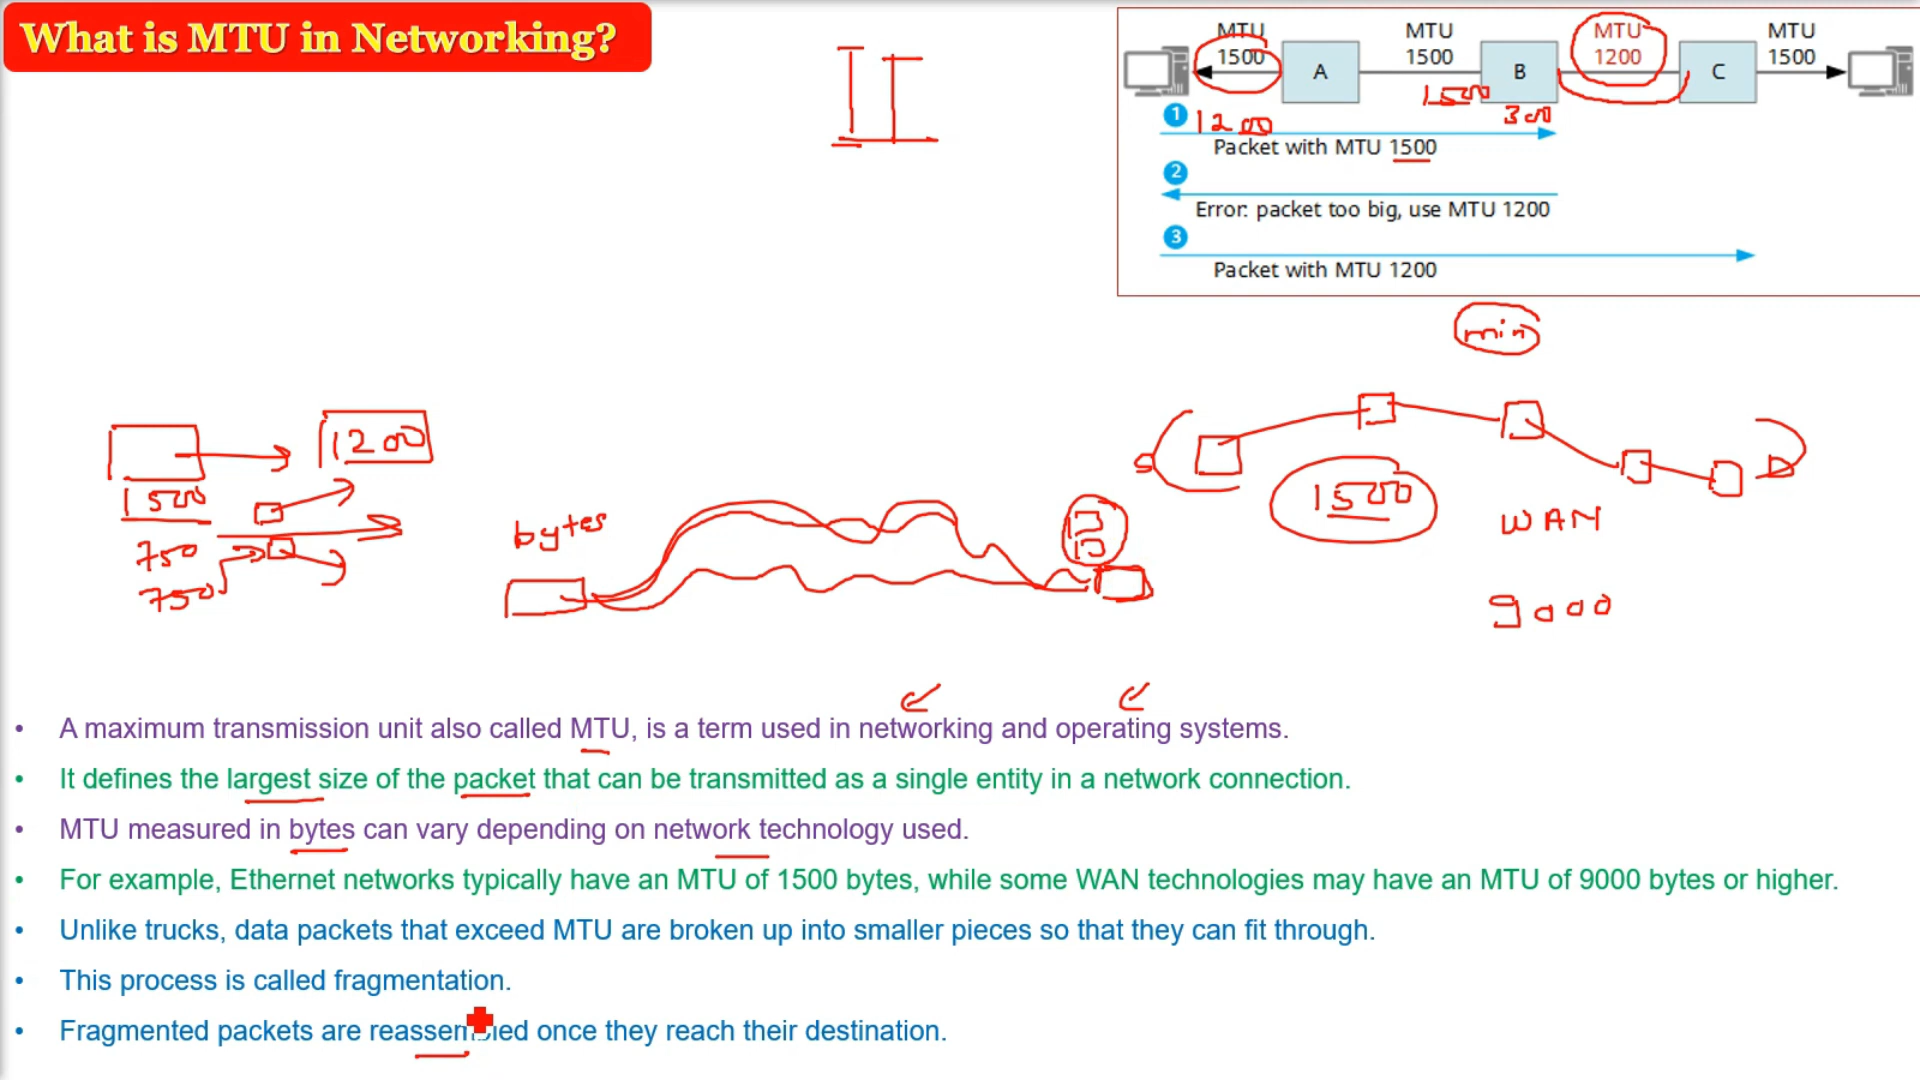 What is MTU in Networking?
MTU 1500
MTU 1500
MTU 1200
MTU 1500
A
B
C
1500
300
1
1200
Packet with MTU 1500
2
Error: packet too big, use MTU 1200
3
Packet with MTU 1200
min
1200
1500
1500
WAN
bytes
750
750
9000
• A maximum transmission unit also called MTU, is a term used in networking and operating systems.
• It defines the largest size of the packet that can be transmitted as a single entity in a network connection.
• MTU measured in bytes can vary depending on network technology used.
• For example, Ethernet networks typically have an MTU of 1500 bytes, while some WAN technologies may have an MTU of 9000 bytes or higher.
• Unlike trucks, data packets that exceed MTU are broken up into smaller pieces so that they can fit through.
• This process is called fragmentation.
• Fragmented packets are reassembled once they reach their destination.